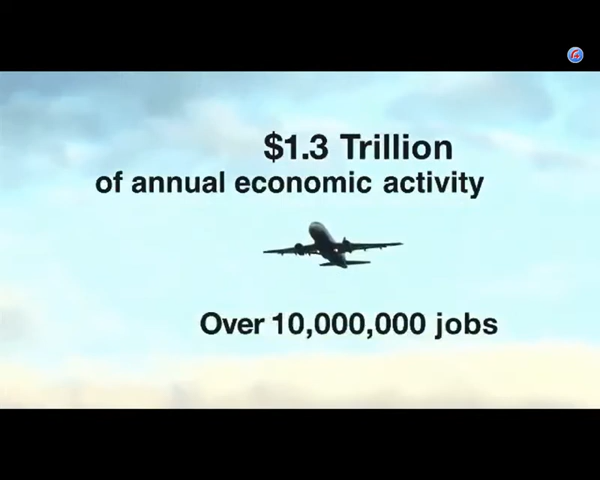 $1.3 Trillion
of annual economic activity
Over 10,000,000 jobs